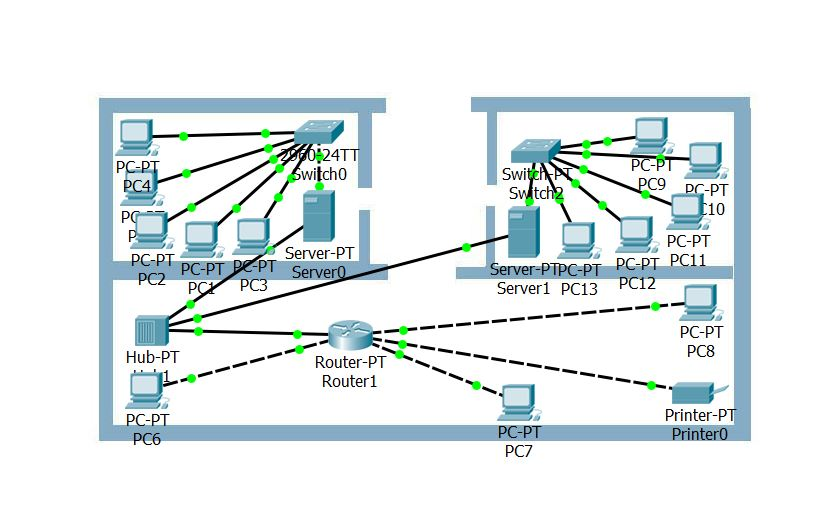 PC-PT
PC4
2960-24TT
Switch0
PC-PT
PC2
PC-PT
PC1
PC-PT
PC3
Server-PT
Server0
Switch-PT
Switch2
PC-PT
PC9
PC-PT
PC10
PC-PT
PC11
PC-PT
PC12
PC-PT
PC13
Server-PT
Server1
Hub-PT
Router-PT
Router1
PC-PT
PC8
PC-PT
PC6
PC-PT
PC7
Printer-PT
Printer0